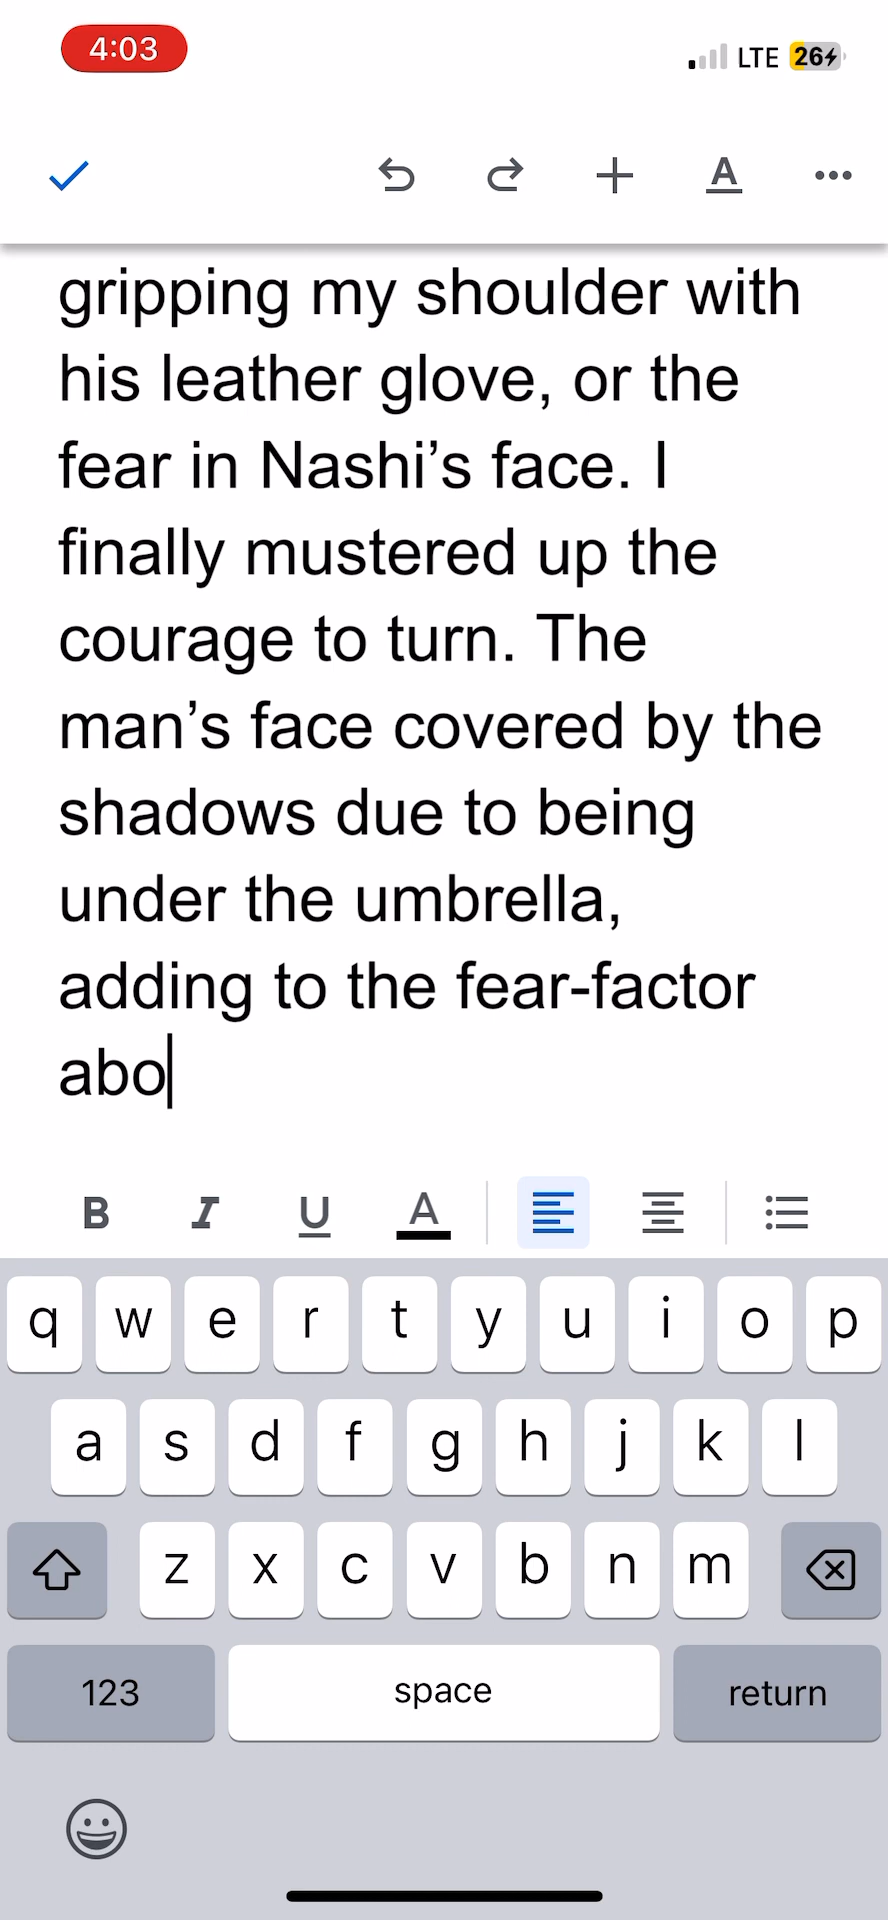 4:03
LTE 26
A
gripping my shoulder with
his leather glove, or the
fear in Nashi’s face. I
finally mustered up the
courage to turn. The
man’s face covered by the
shadows due to being
under the umbrella,
adding to the fear-factor
abo
B I U A
q w e r t y u i o p
a s d f g h j k l
z x c v b n m
123 space return